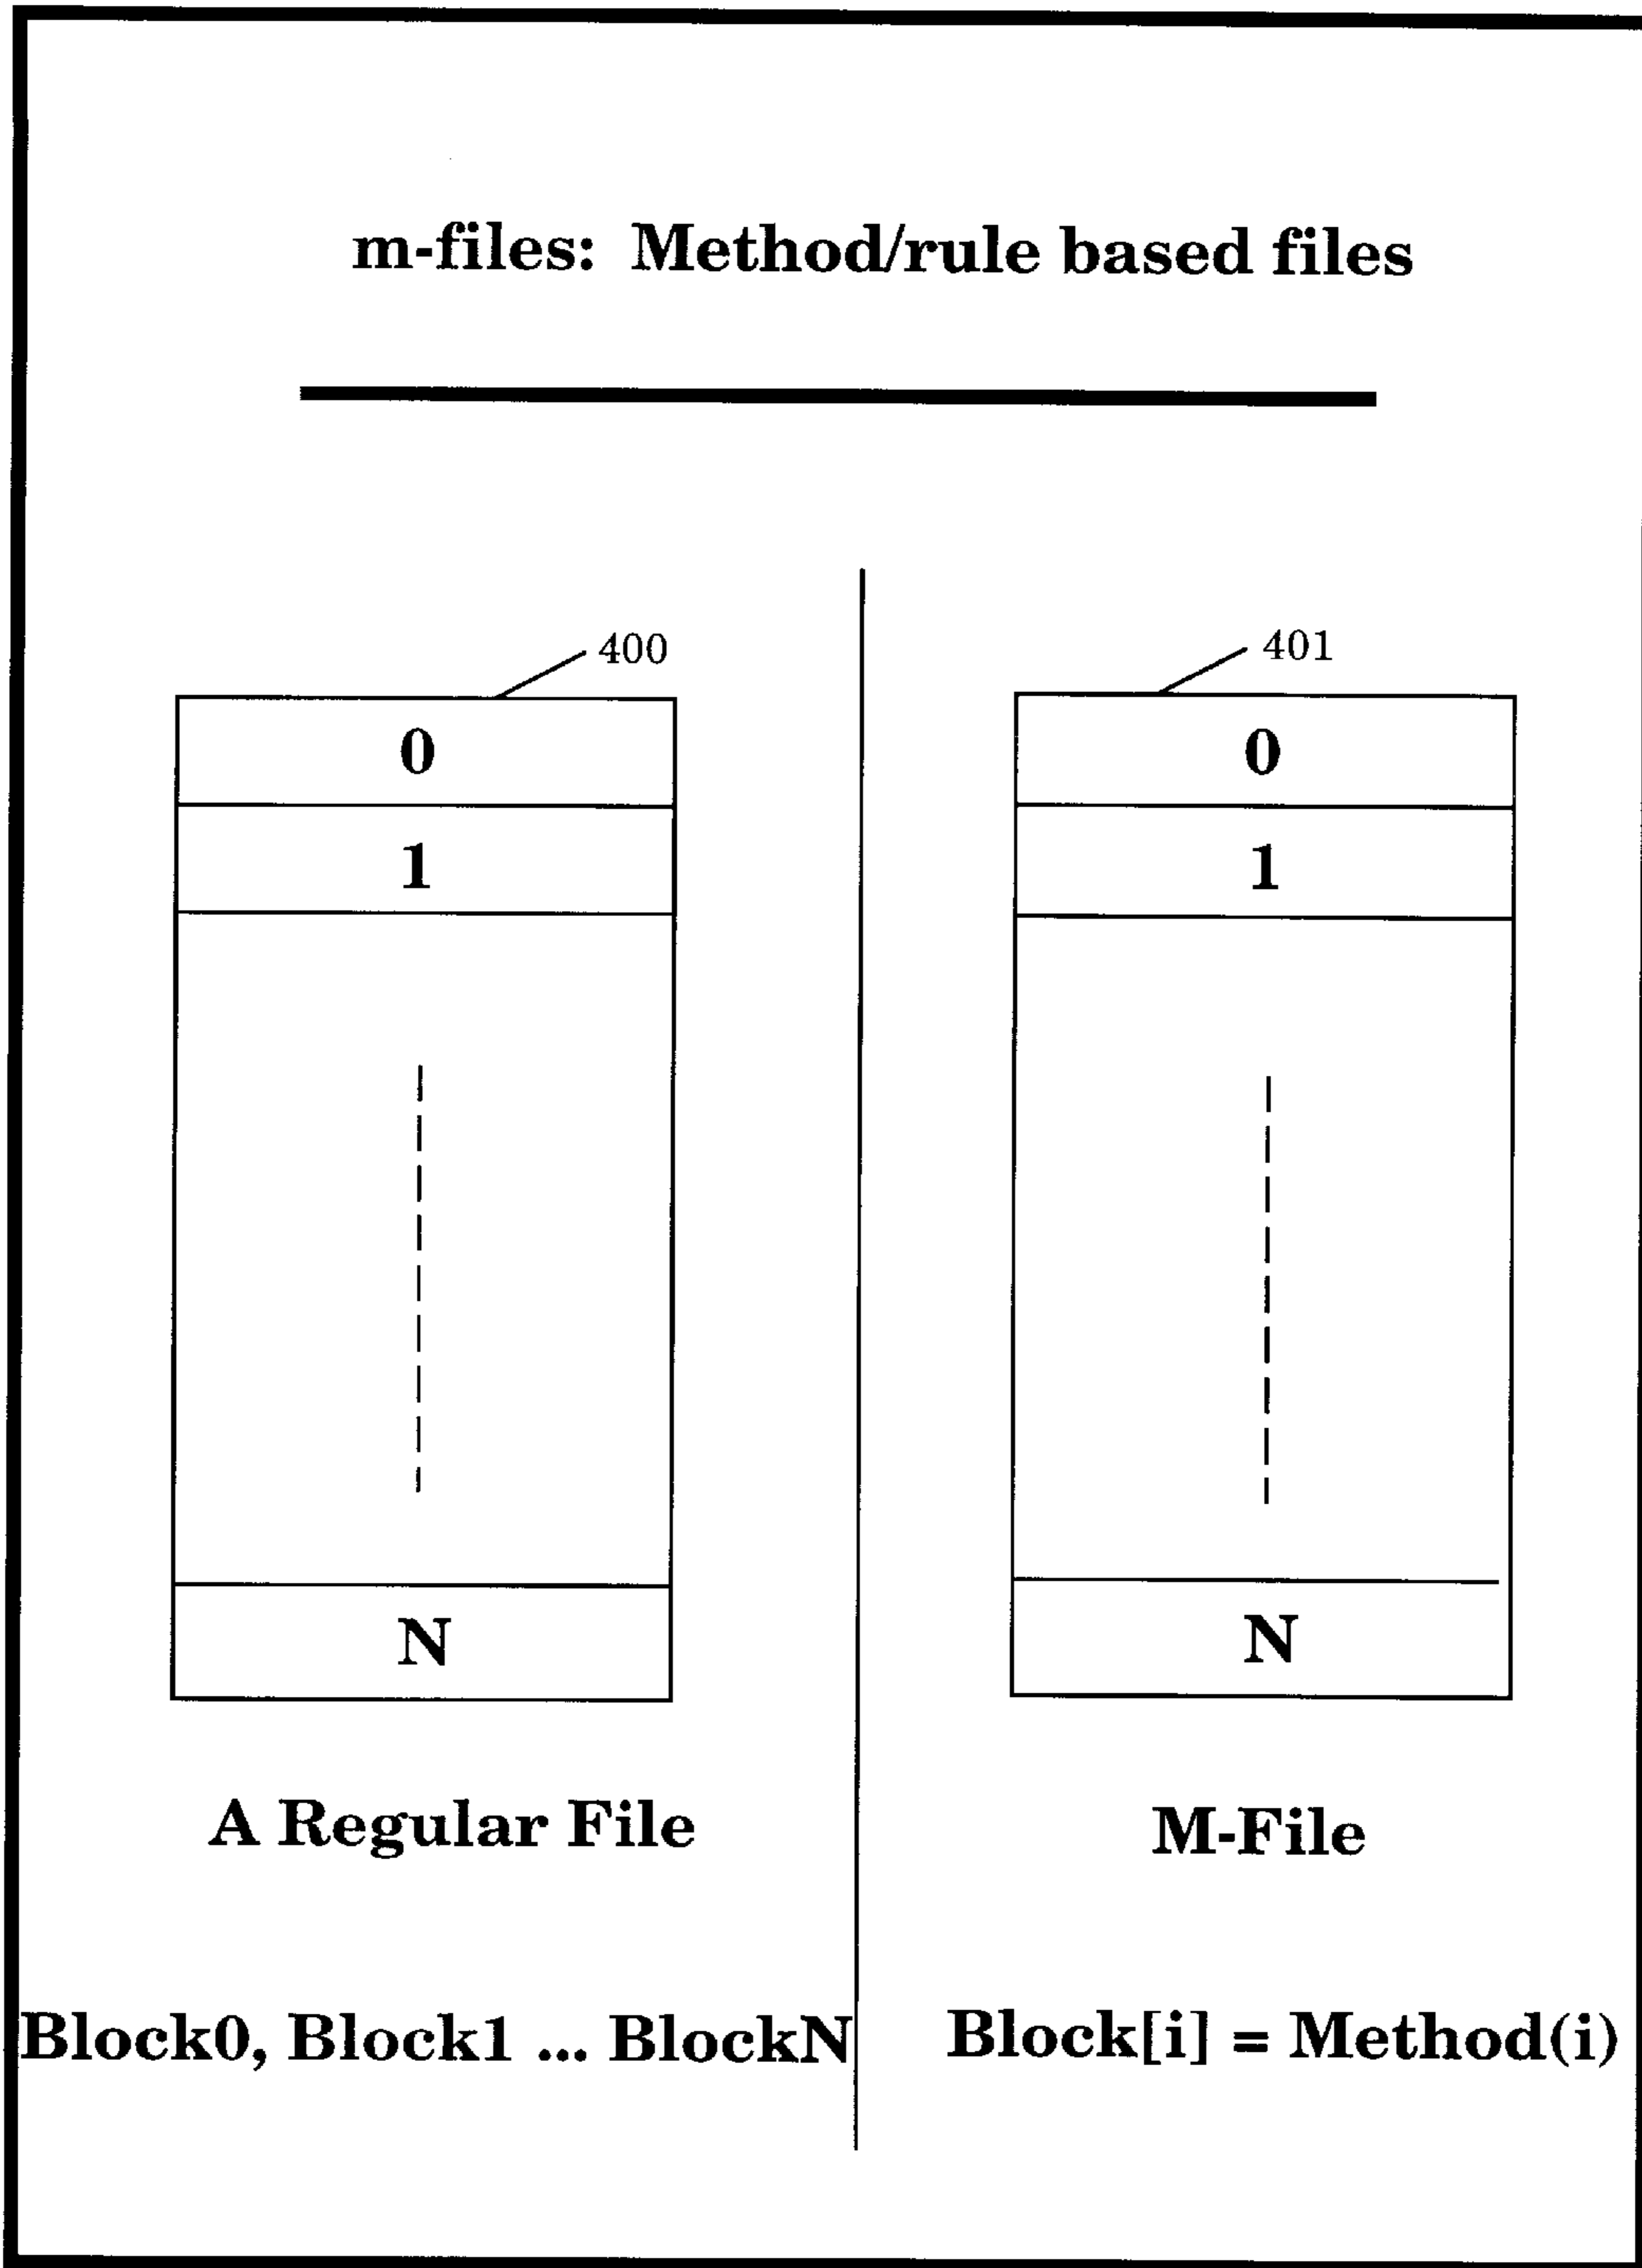 m-files: Method/rule based files
400
0
1
N
A Regular File
Block0, Block1 ... BlockN
401
0
1
N
M-File
Block[i] = Method(i)